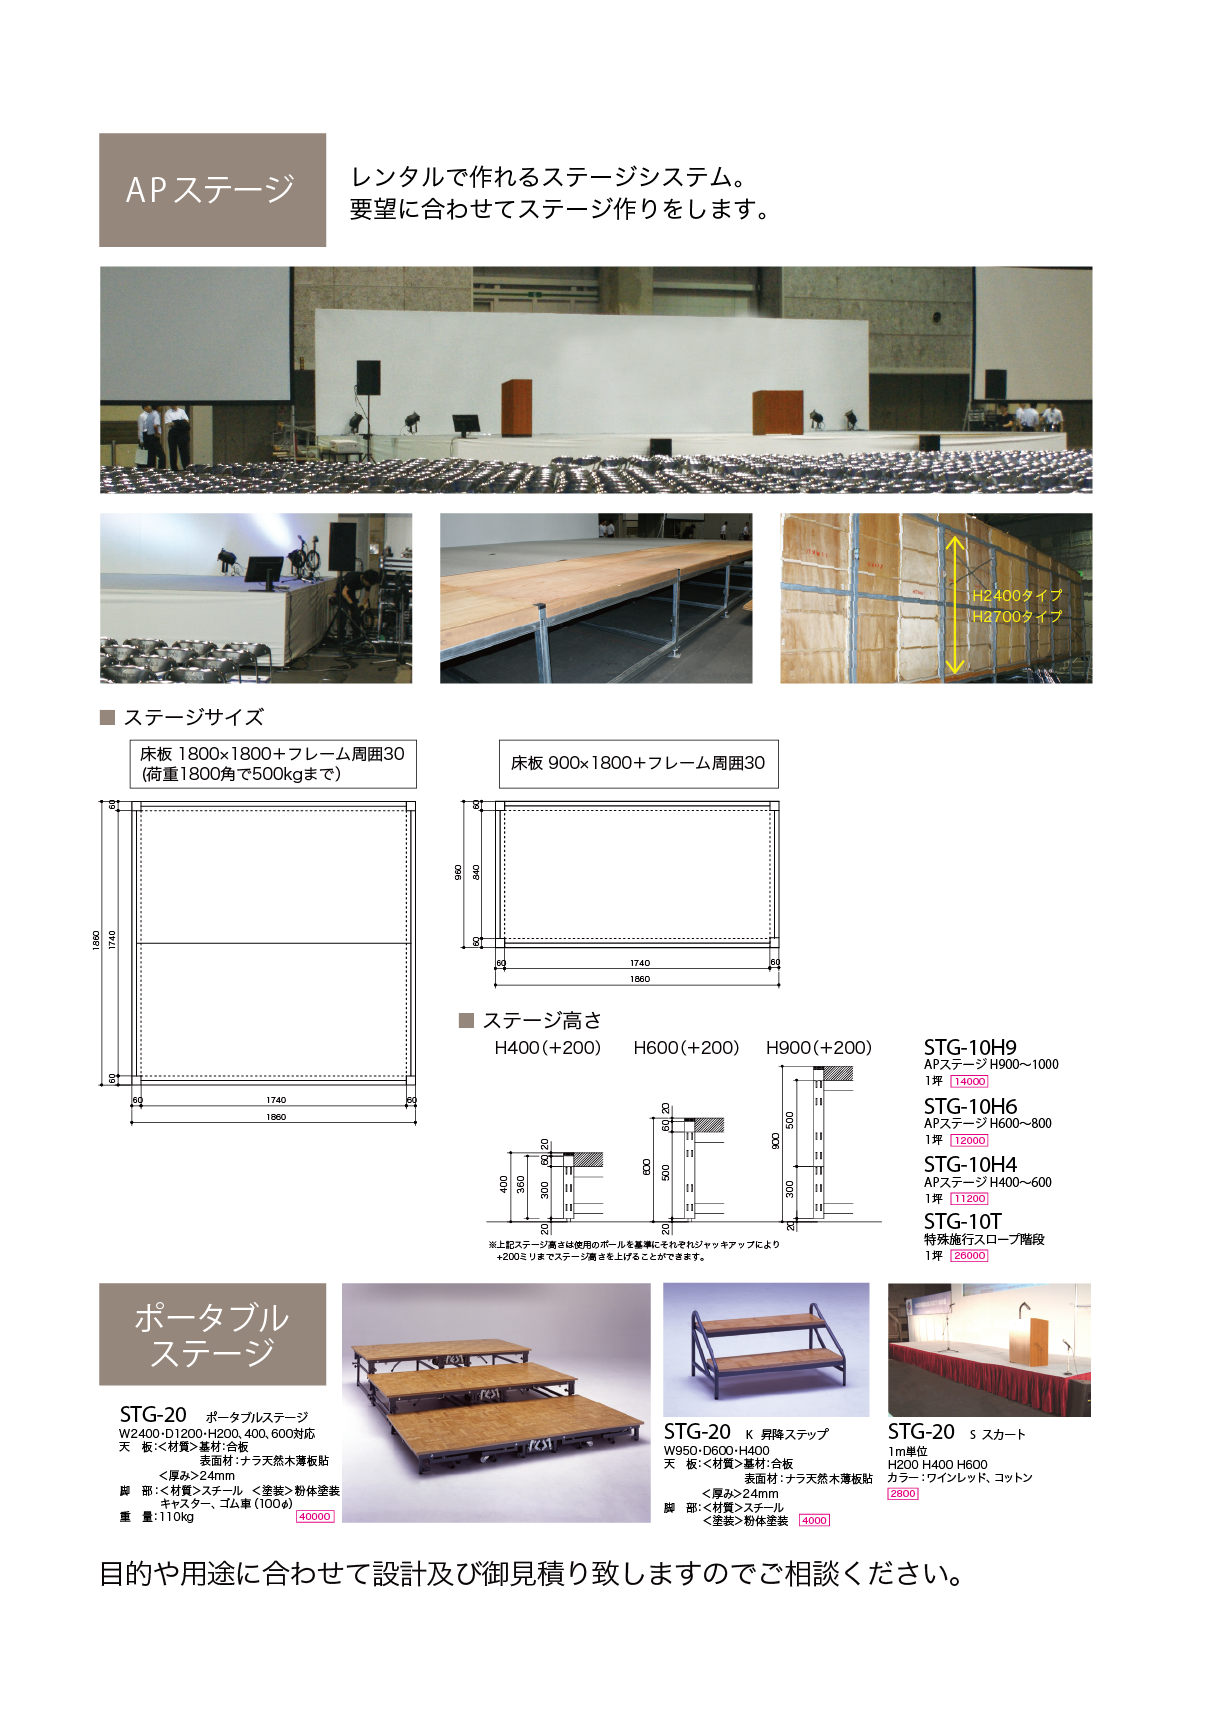 APステージ
レンタルで作れるステージシステム。
要望に合わせてステージ作りをします。
H2400タイプ
H2700タイプ
■ ステージサイズ
床板 1800×1800＋フレーム周囲30
(荷重1800角で500kgまで)
床板 900×1800＋フレーム周囲30
60
1740
1860
60
60
1740
60
1860
60
840
960
60
60
1740
60
1860
■ ステージ高さ
H400(+200)
H600(+200)
H900(+200)
20
60
400
360
300
20
20
60
600
500
20
900
500
300
20
※上記ステージ高さは使用のポールを基準にそれぞれジャッキアップにより
+200ミリまでステージ高さを上げることができます。
STG-10H9
APステージ H900〜1000
1坪 14000
STG-10H6
APステージ H600〜800
1坪 12000
STG-10H4
APステージ H400〜600
1坪 11200
STG-10T
特殊施行スロープ階段
1坪 26000
ポータブル
ステージ
STG-20 ポータブルステージ
W2400・D1200・H200、400、600対応
天 板：＜材質＞基材：合板
表面材：ナラ天然木薄板貼
＜厚み＞24mm
脚 部：＜材質＞スチール ＜塗装＞粉体塗装
キャスター、ゴム車（100φ）
重 量：110kg 40000
STG-20 K 昇降ステップ
W950・D600・H400
天 板：＜材質＞基材：合板
表面材：ナラ天然木薄板貼
＜厚み＞24mm
脚 部：＜材質＞スチール
＜塗装＞粉体塗装 4000
STG-20 S スカート
1m単位
H200 H400 H600
カラー：ワインレッド、コットン
2800
目的や用途に合わせて設計及び御見積り致しますのでご相談ください。